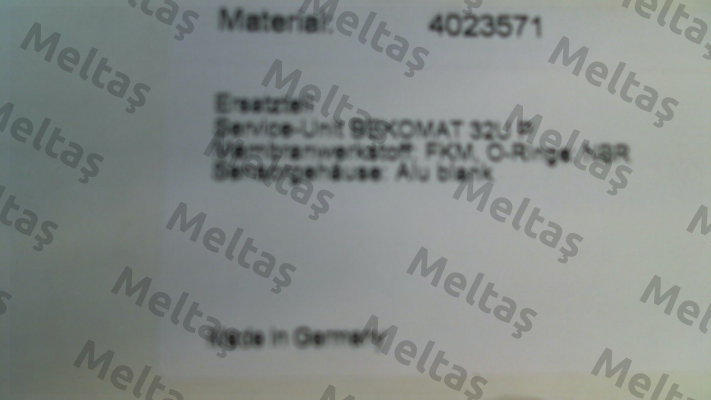 Material: 4023571
Ersatzteil
Service-Unit BEKOMAT 32U
Membranwerkstoff: FKM, O-Ringe: NBR
Sensorgehäuse: Alu blank
Made in Germany
Meltaş